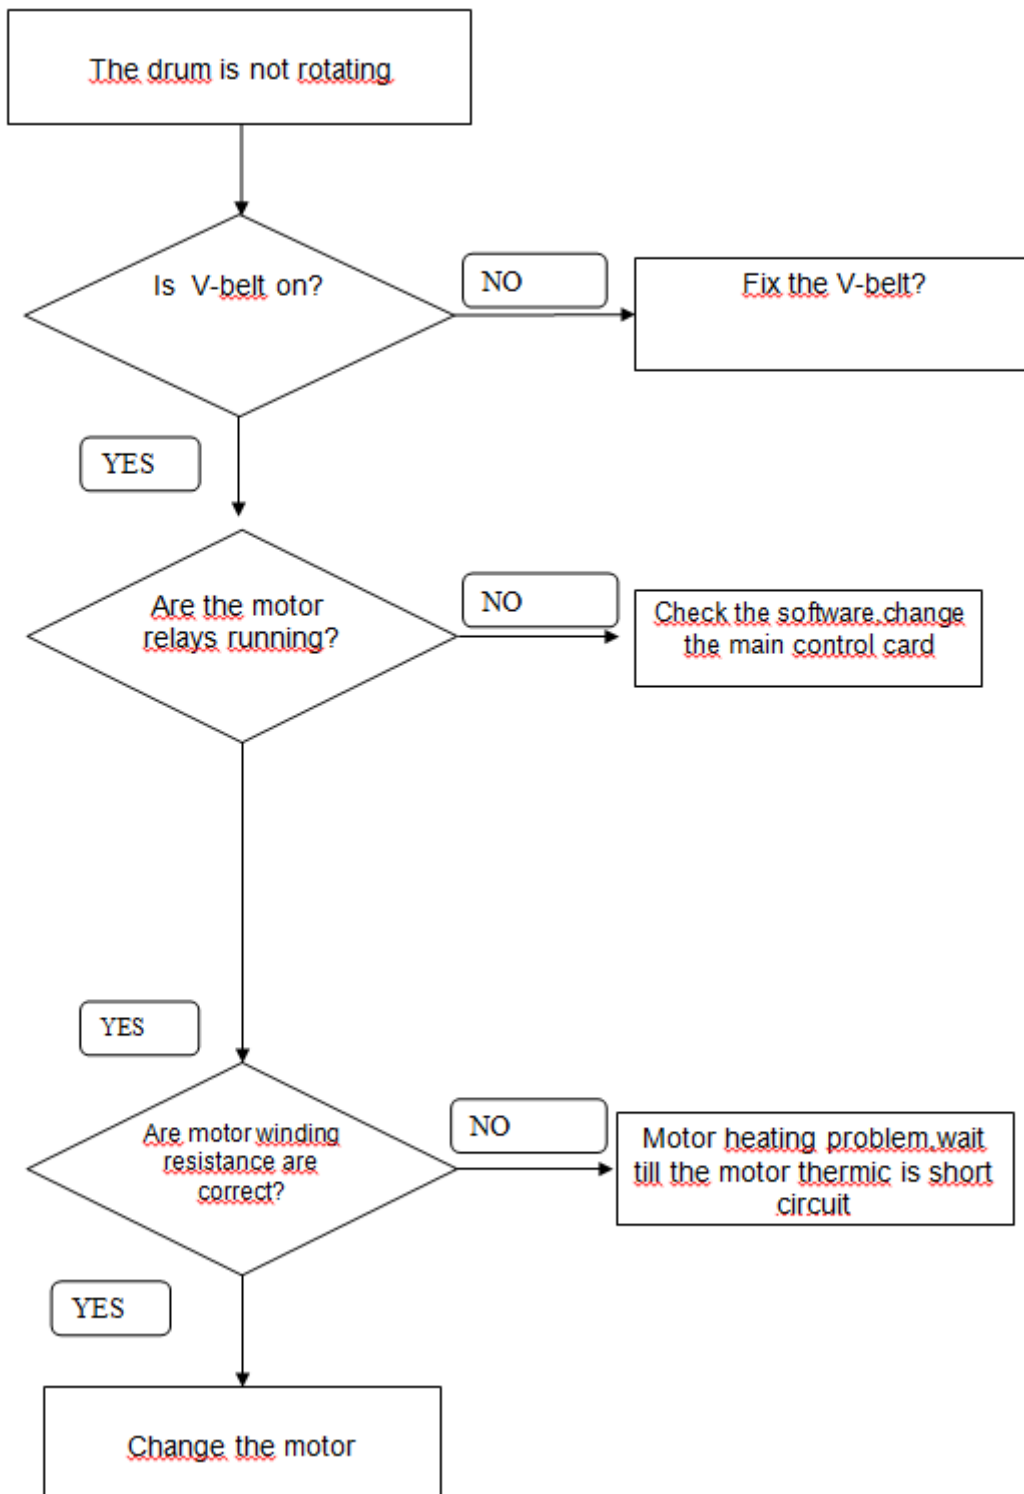 The drum is not rotating
Is V-belt on?
NO
Fix the V-belt?
YES
Are the motor
relays running?
NO
Check the software,change
the main control card
YES
Are motor winding
resistance are
correct?
NO
Motor heating problem,wait
till the motor thermic is short
circuit
YES
Change the motor